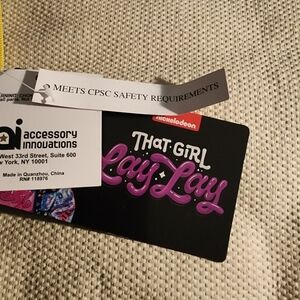 MEETS CPSC SAFETY REQUIREMENTS
nickelodeon
ai accessory
innovations
West 33rd Street, Suite 600
York, NY 10001
Made in Quanzhou, China
RN# 118976
THAT GIRL
Lay Lay